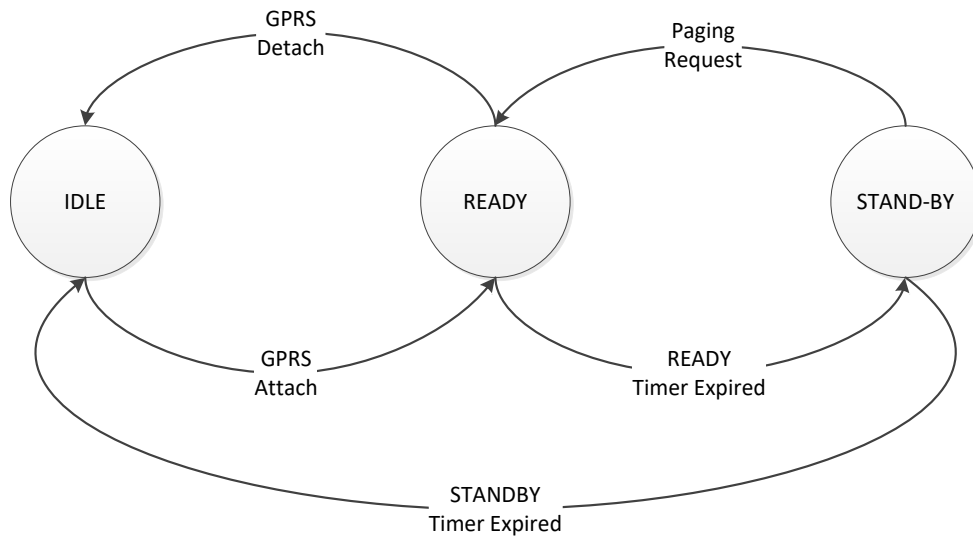 GPRS
Detach
Paging
Request
IDLE
READY
STAND-BY
GPRS
Attach
READY
Timer Expired
STANDBY
Timer Expired